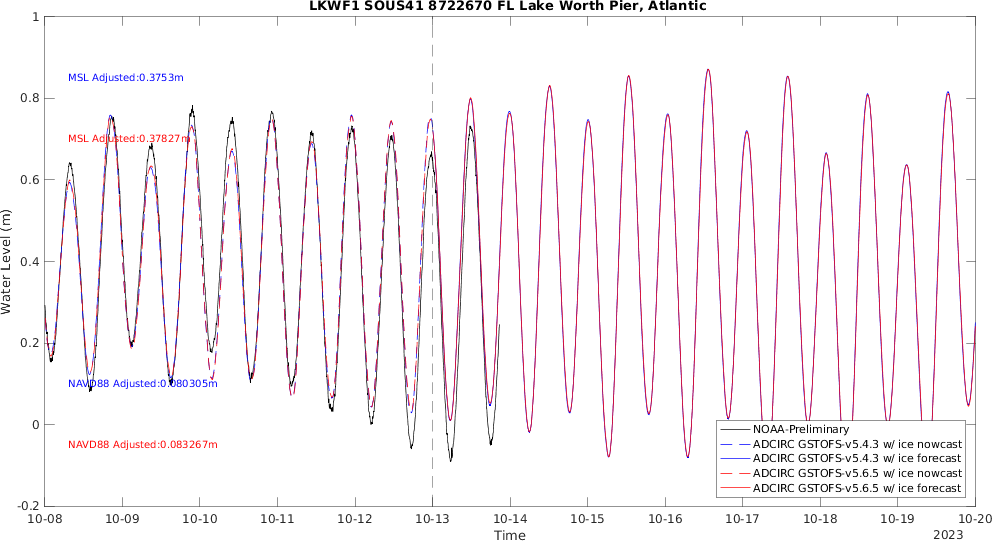 LKWF1 SOUS41 8722670 FL Lake Worth Pier, Atlantic
1
0.8
0.6
0.4
0.2
0
-0.2
Water Level (m)
MSL Adjusted:0.3753m
MSL Adjusted:0.37827m
NAVD88 Adjusted:0.080305m
NAVD88 Adjusted:0.083267m
NOAA-Preliminary
ADCIRC GSTOFS-v5.4.3 w/ ice nowcast
ADCIRC GSTOFS-v5.4.3 w/ ice forecast
ADCIRC GSTOFS-v5.6.5 w/ ice nowcast
ADCIRC GSTOFS-v5.6.5 w/ ice forecast
10-08 10-09 10-10 10-11 10-12 10-13 10-14 10-15 10-16 10-17 10-18 10-19 10-20
Time
2023